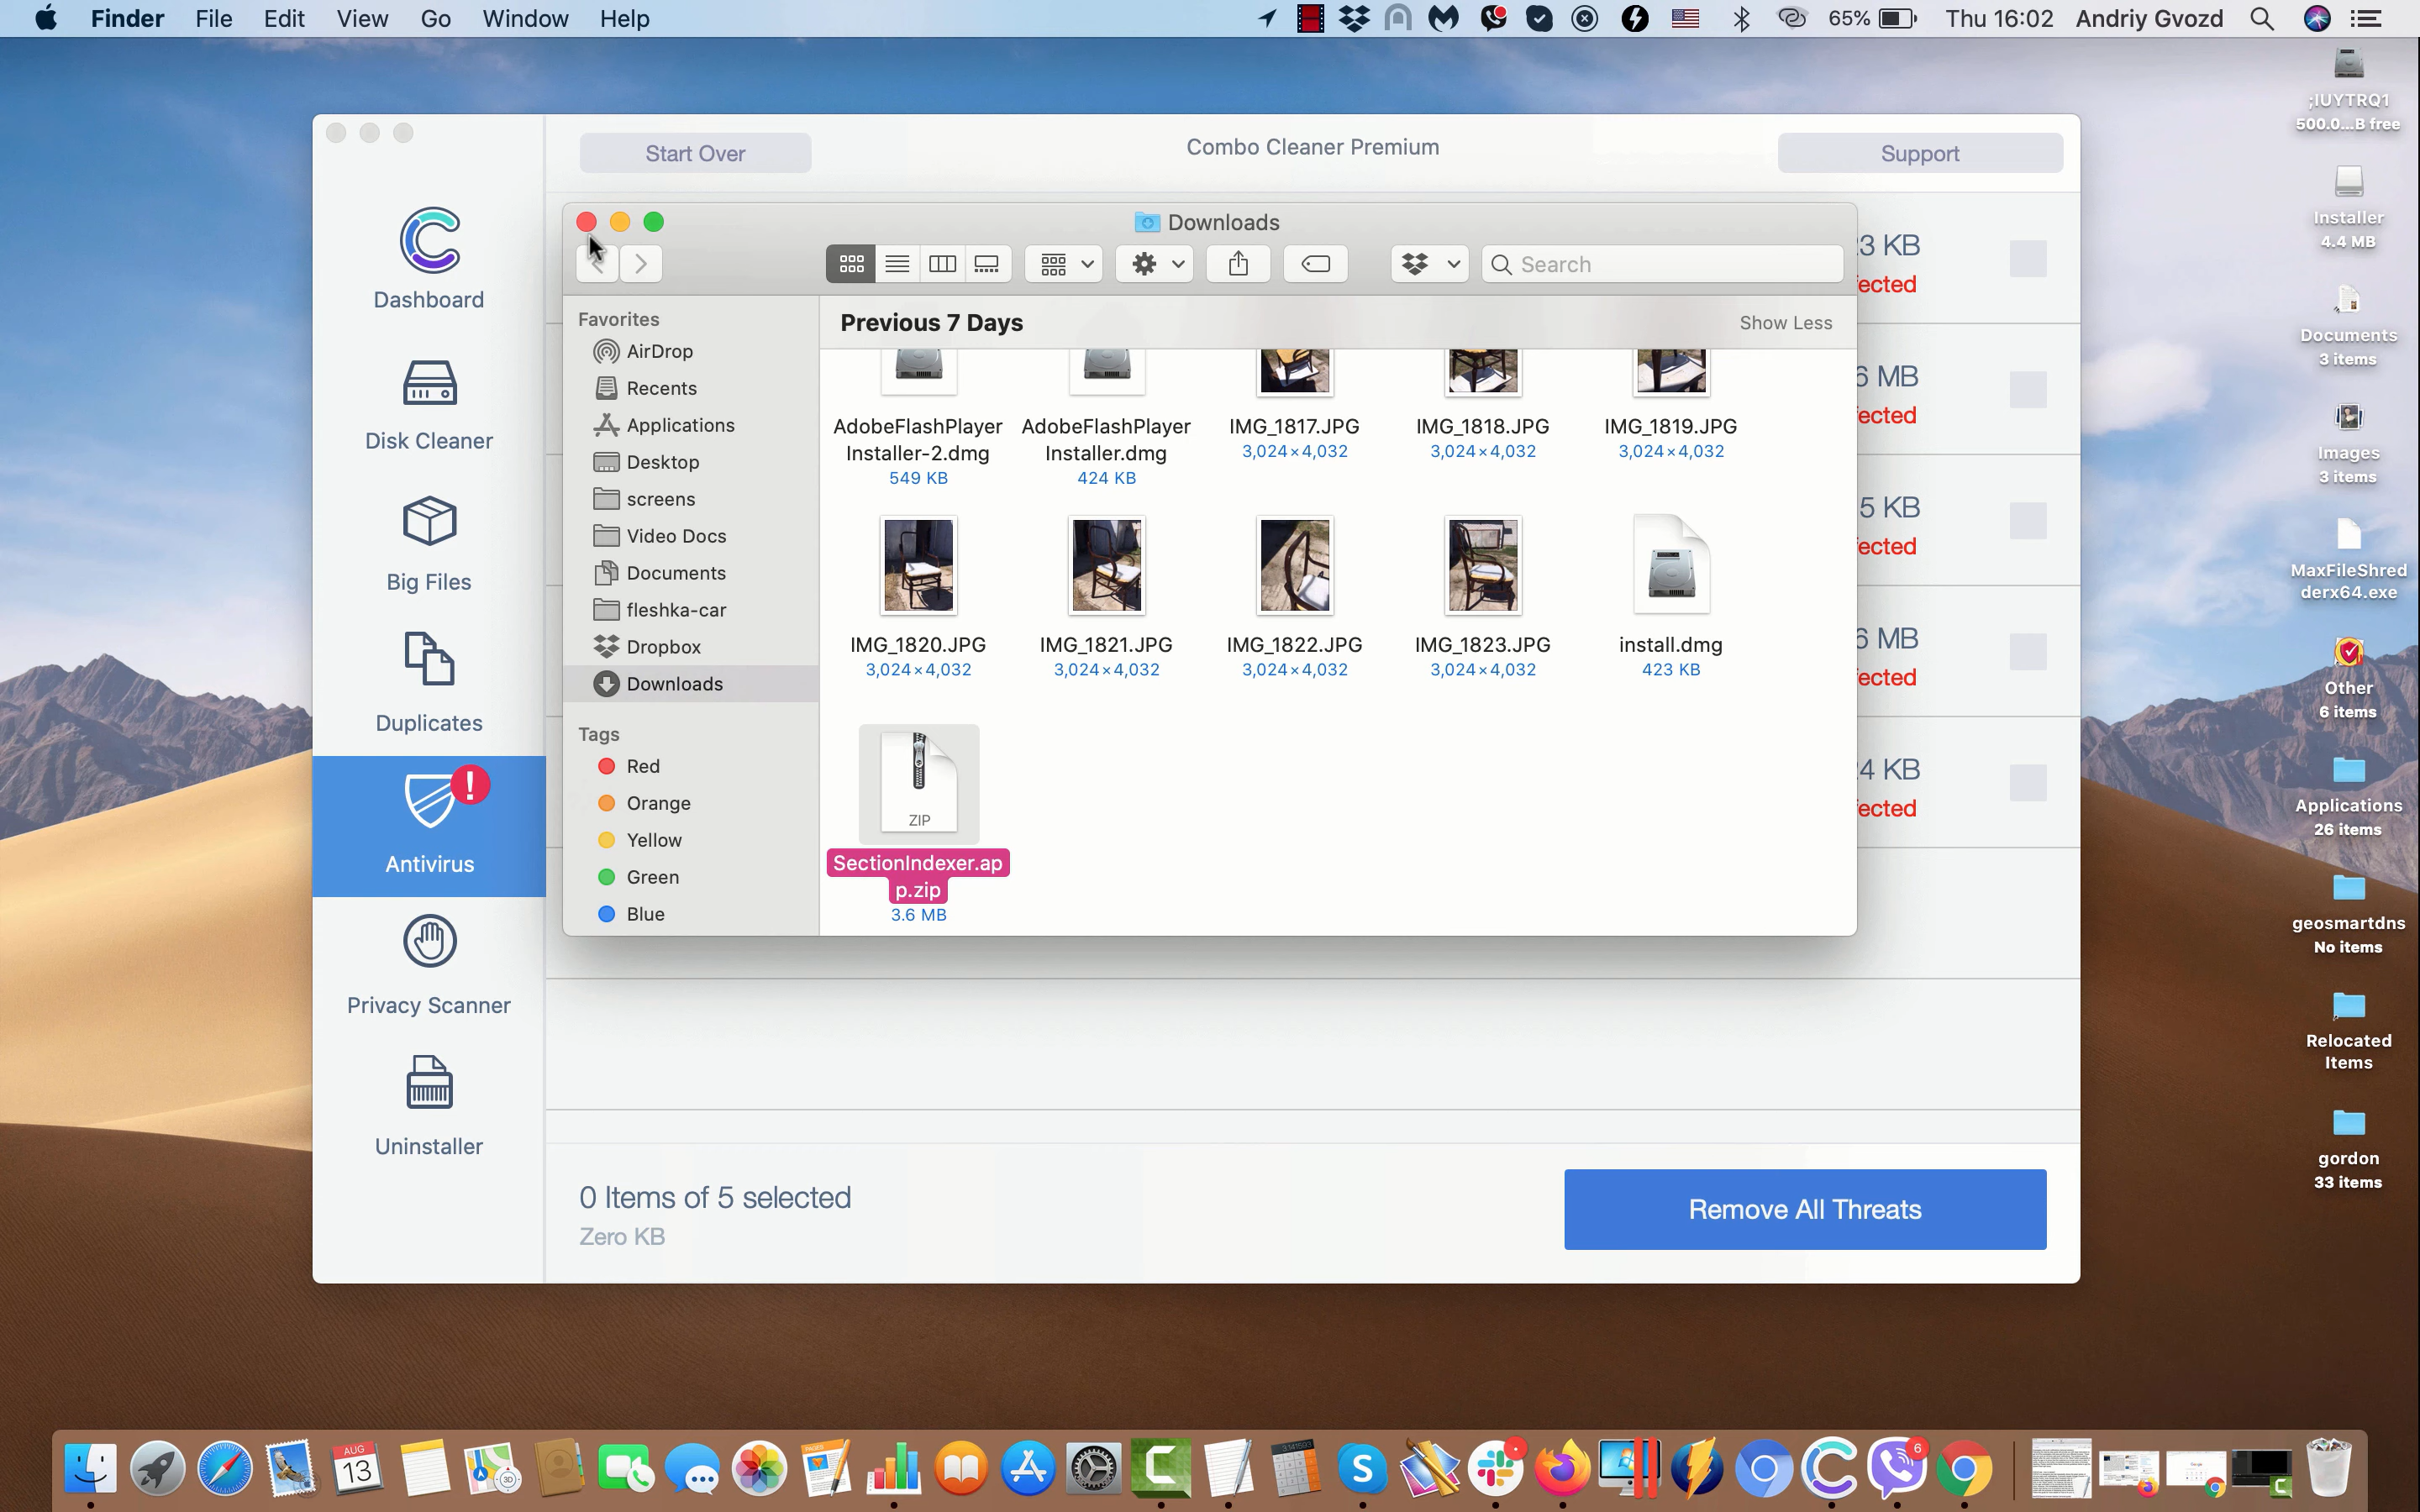 Finder File Edit View Go Window Help
65% Thu 16:02 Andriy Gvozd
Start Over
Combo Cleaner Premium
Support
Dashboard
Disk Cleaner
Big Files
Duplicates
Antivirus
Privacy Scanner
Uninstaller
Downloads
Search
Favorites
AirDrop
Recents
Applications
Desktop
screens
Video Docs
Documents
fleshka-car
Dropbox
Downloads
Tags
Red
Orange
Yellow
Green
Blue
Previous 7 Days
Show Less
AdobeFlashPlayer
Installer-2.dmg
549 KB
AdobeFlashPlayer
Installer.dmg
424 KB
IMG_1817.JPG
3,024×4,032
IMG_1818.JPG
3,024×4,032
IMG_1819.JPG
3,024×4,032
IMG_1820.JPG
3,024×4,032
IMG_1821.JPG
3,024×4,032
IMG_1822.JPG
3,024×4,032
IMG_1823.JPG
3,024×4,032
install.dmg
423 KB
ZIP
SectionIndexer.ap
p.zip
3.6 MB
3 KB
ected
6 MB
ected
5 KB
ected
6 MB
ected
4 KB
ected
0 Items of 5 selected
Zero KB
Remove All Threats
;IUYTRQ1
500.0...B free
Installer
4.4 MB
Documents
3 items
Images
3 items
MaxFileShred
derx64.exe
Other
6 items
Applications
26 items
geosmartdns
No items
Relocated
Items
gordon
33 items
AUG
13
3D
PAGES
3.141593
S
6